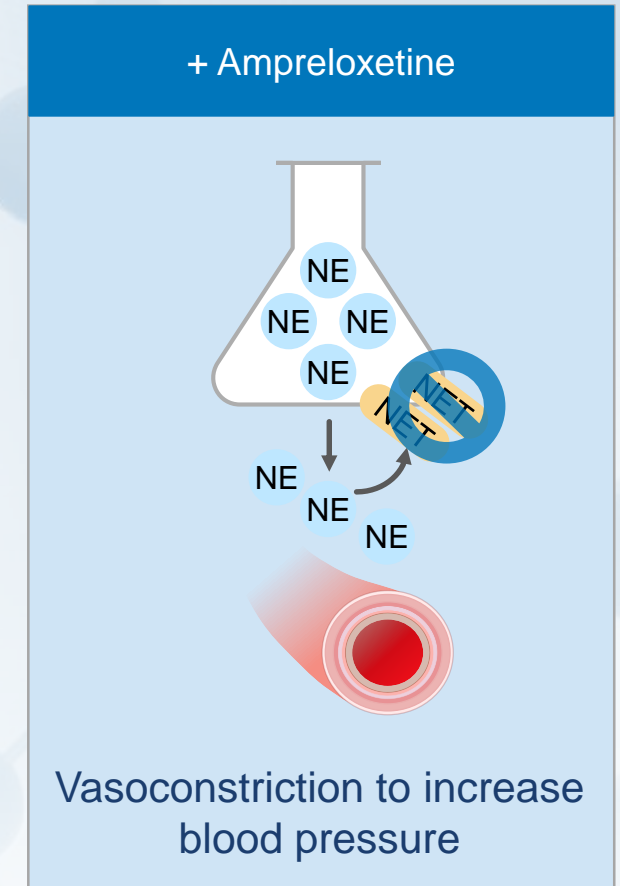 + Ampreloxetine
NE
NE NE
NE
NET
NET
NE
NE
NE
Vasoconstriction to increase
blood pressure